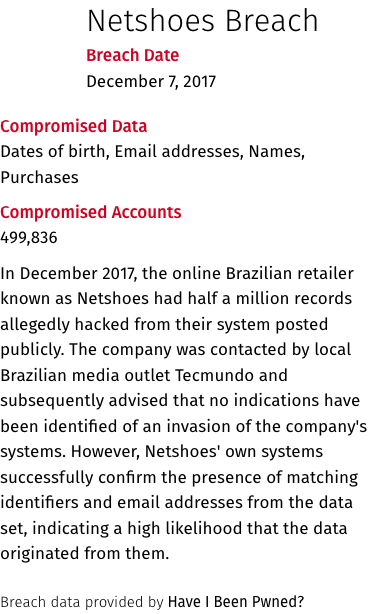 Netshoes Breach
Breach Date
December 7, 2017
Compromised Data
Dates of birth, Email addresses, Names,
Purchases
Compromised Accounts
499,836
In December 2017, the online Brazilian retailer
known as Netshoes had half a million records
allegedly hacked from their system posted
publicly. The company was contacted by local
Brazilian media outlet Tecmundo and
subsequently advised that no indications have
been identified of an invasion of the company's
systems. However, Netshoes' own systems
successfully confirm the presence of matching
identifiers and email addresses from the data
set, indicating a high likelihood that the data
originated from them.
Breach data provided by Have I Been Pwned?